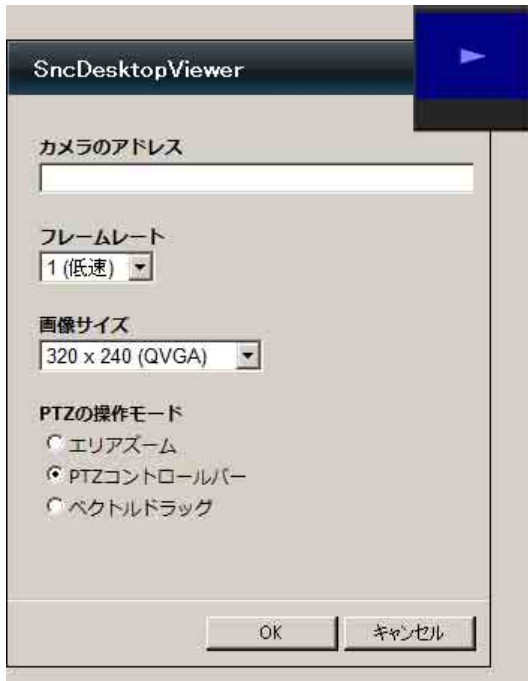 SncDesktopViewer
カメラのアドレス
フレームレート
1 (低速)
画像サイズ
320 x 240 (QVGA)
PTZの操作モード
エリアズーム
PTZコントロールバー
ベクトルドラッグ
OK
キャンセル